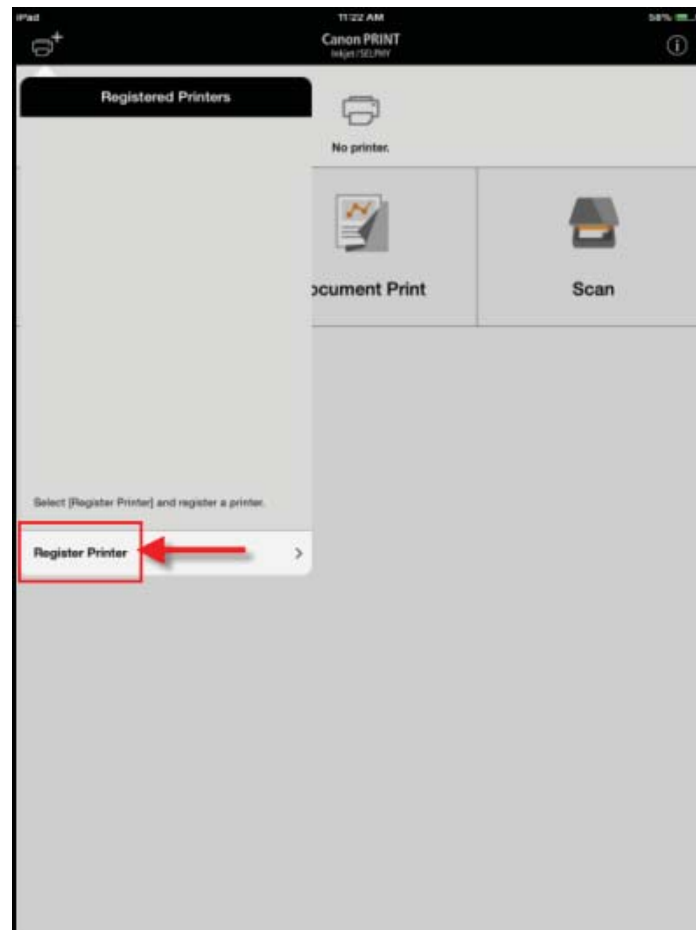 iPad
11:22 AM
58%
Canon PRINT
Inkjet/SELPHY
Registered Printers
No printer.
ocument Print
Scan
Select [Register Printer] and register a printer.
Register Printer